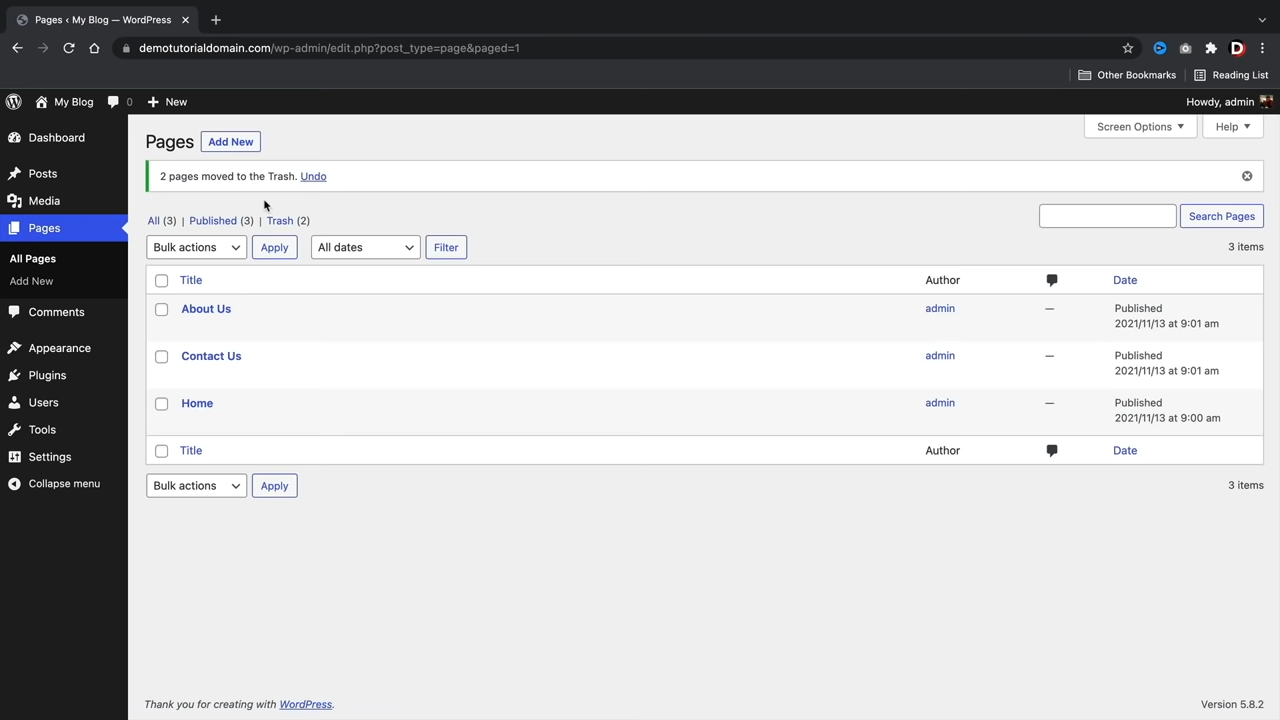 Pages ‹ My Blog — WordPress
demotutorialdomain.com/wp-admin/edit.php?post_type=page&paged=1
D
Other Bookmarks Reading List
My Blog 0 New Howdy, admin
Dashboard
Posts
Media
Pages
All Pages
Add New
Comments
Appearance
Plugins
Users
Tools
Settings
Collapse menu
Screen Options Help
Pages Add New
2 pages moved to the Trash. Undo
All (3) | Published (3) | Trash (2)
Search Pages
Bulk actions Apply All dates Filter
3 items
Title Author Date
About Us admin — Published
2021/11/13 at 9:01 am
Contact Us admin — Published
2021/11/13 at 9:01 am
Home admin — Published
2021/11/13 at 9:00 am
Title Author Date
Bulk actions Apply 3 items
Thank you for creating with WordPress. Version 5.8.2